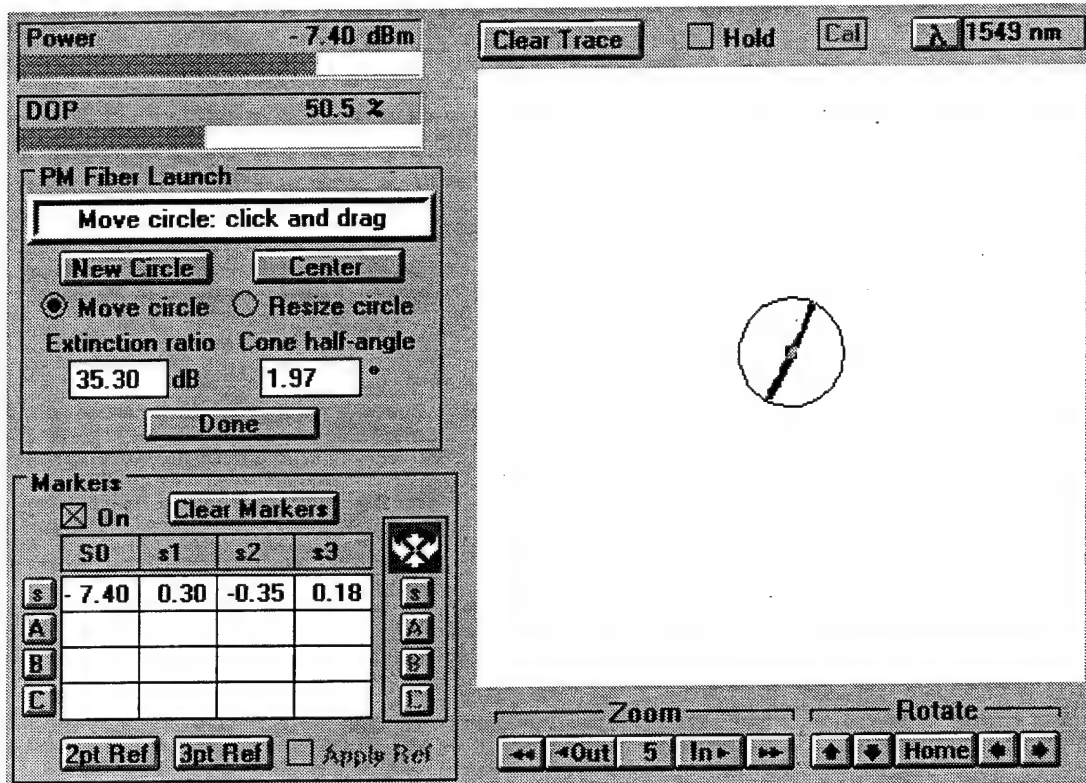 Power - 7.40 dBm
DOP 50.5 %
PM Fiber Launch
Move circle: click and drag
New Circle Center
Move circle Resize circle
Extinction ratio Cone half-angle
35.30 dB 1.97 °
Done
Markers
On Clear Markers
S0 s1 s2 s3
s - 7.40 0.30 -0.35 0.18 s
A A
B B
C C
2pt Ref 3pt Ref Apply Ref
Clear Trace Hold Cal λ 1549 nm
Zoom Rotate
Out 5 In Home